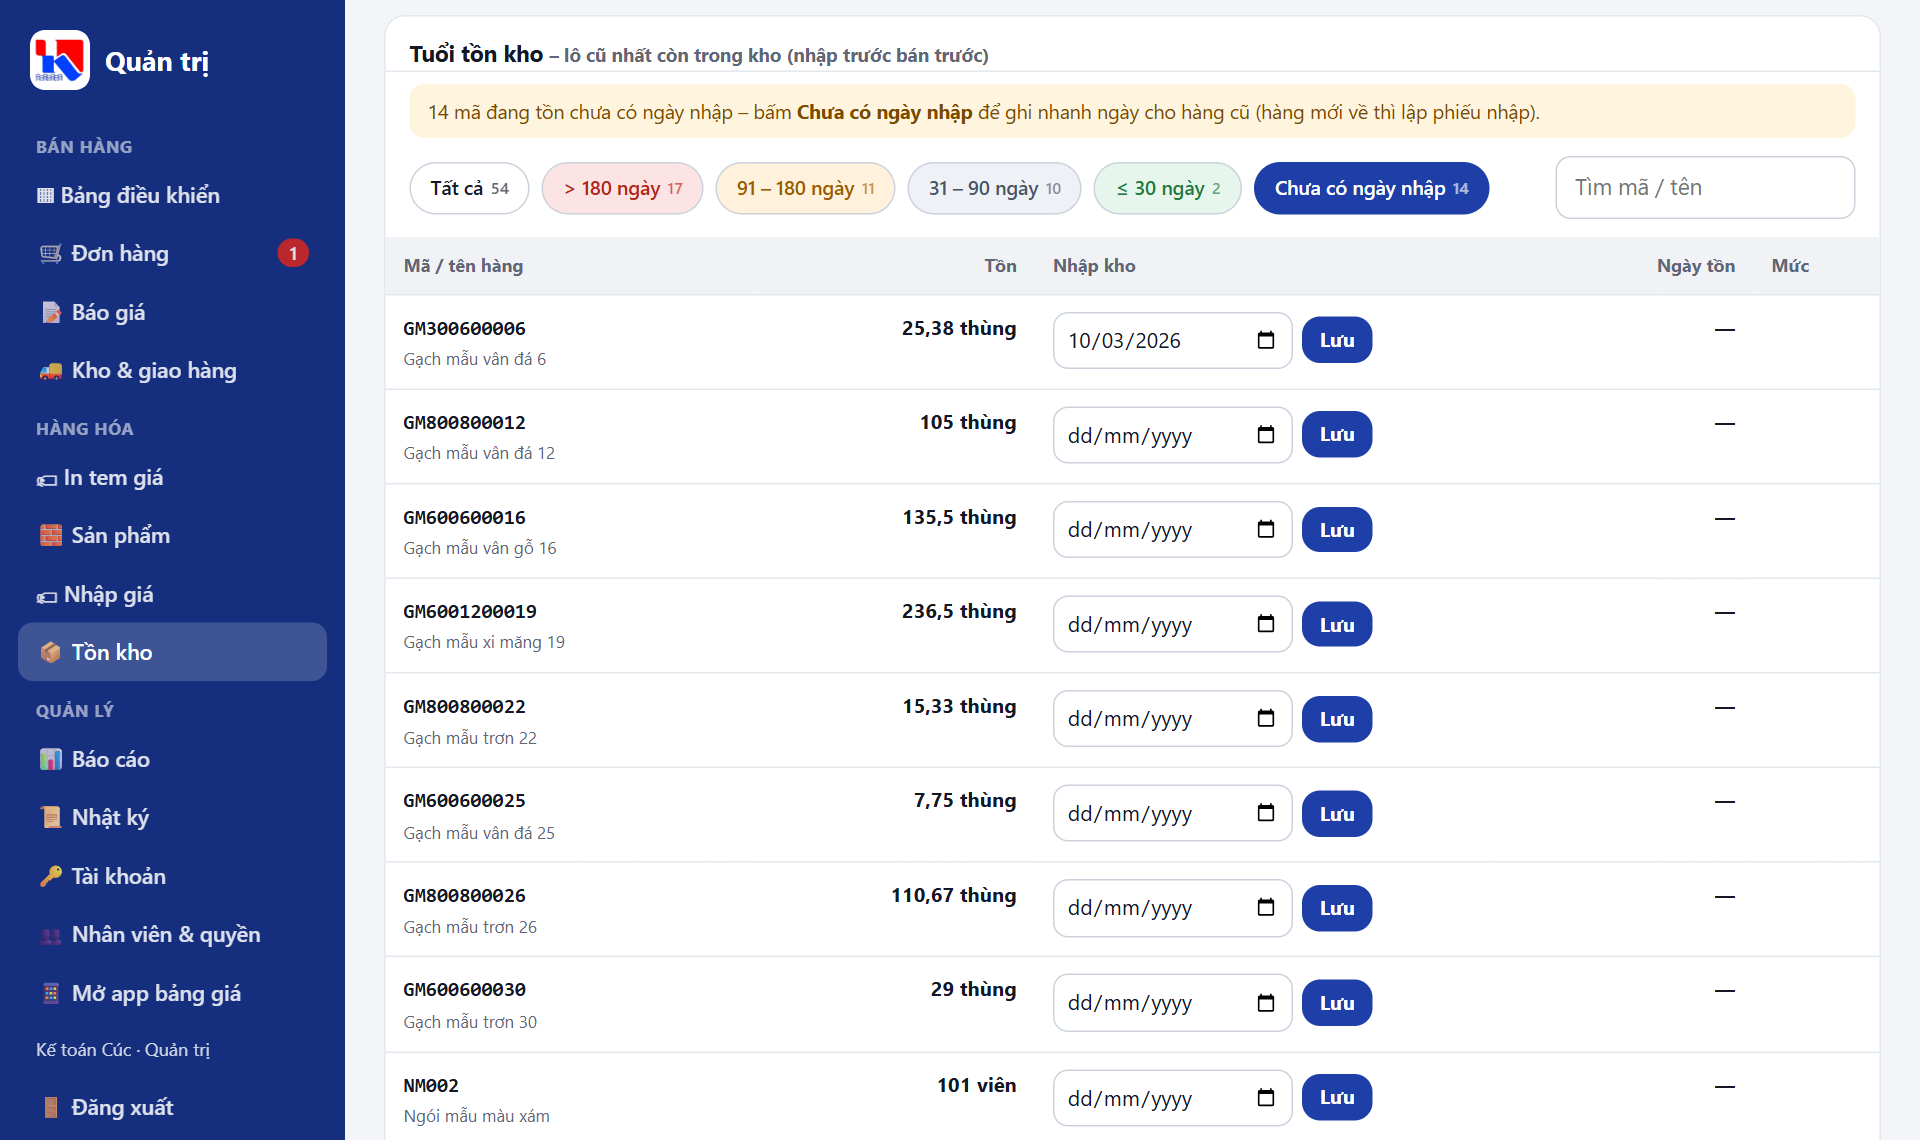 Quản trị
BÁN HÀNG
Bảng điều khiển
Đơn hàng 1
Báo giá
Kho & giao hàng
HÀNG HÓA
In tem giá
Sản phẩm
Nhập giá
Tồn kho
QUẢN LÝ
Báo cáo
Nhật ký
Tài khoản
Nhân viên & quyền
Mở app bảng giá
Kế toán Cúc · Quản trị
Đăng xuất
Tuổi tồn kho – lô cũ nhất còn trong kho (nhập trước bán trước)
14 mã đang tồn chưa có ngày nhập – bấm Chưa có ngày nhập để ghi nhanh ngày cho hàng cũ (hàng mới về thì lập phiếu nhập).
Tất cả 54 > 180 ngày 17 91 – 180 ngày 11 31 – 90 ngày 10 ≤ 30 ngày 2 Chưa có ngày nhập 14 Tìm mã / tên
Mã / tên hàng Tồn Nhập kho Ngày tồn Mức
GM300600006 25,38 thùng 10/03/2026 Lưu —
Gạch mẫu vân đá 6
GM800800012 105 thùng dd/mm/yyyy Lưu —
Gạch mẫu vân đá 12
GM600600016 135,5 thùng dd/mm/yyyy Lưu —
Gạch mẫu vân gỗ 16
GM6001200019 236,5 thùng dd/mm/yyyy Lưu —
Gạch mẫu xi măng 19
GM800800022 15,33 thùng dd/mm/yyyy Lưu —
Gạch mẫu trơn 22
GM600600025 7,75 thùng dd/mm/yyyy Lưu —
Gạch mẫu vân đá 25
GM800800026 110,67 thùng dd/mm/yyyy Lưu —
Gạch mẫu trơn 26
GM600600030 29 thùng dd/mm/yyyy Lưu —
Gạch mẫu trơn 30
NM002 101 viên dd/mm/yyyy Lưu —
Ngói mẫu màu xám